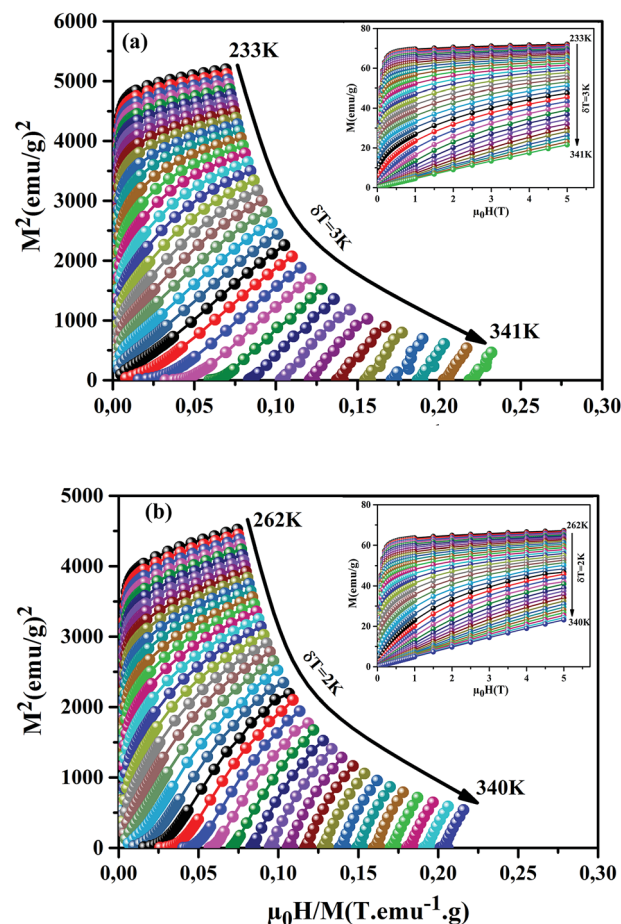 (a)
233K
δT=3K
341K
M²(emu/g)²
6000
5000
4000
3000
2000
1000
0
0,00 0,05 0,10 0,15 0,20 0,25 0,30
M(emu/g)
80
60
40
20
0
0 1 2 3 4 5
μ₀H(T)
233K
δT=3K
341K
(b)
262K
δT=2K
340K
M²(emu/g)²
5000
4000
3000
2000
1000
0
0,00 0,05 0,10 0,15 0,20 0,25 0,30
μ₀H/M(T.emu⁻¹.g)
M(emu/g)
80
60
40
20
0
0 1 2 3 4 5
μ₀H(T)
262K
δT=2K
340K